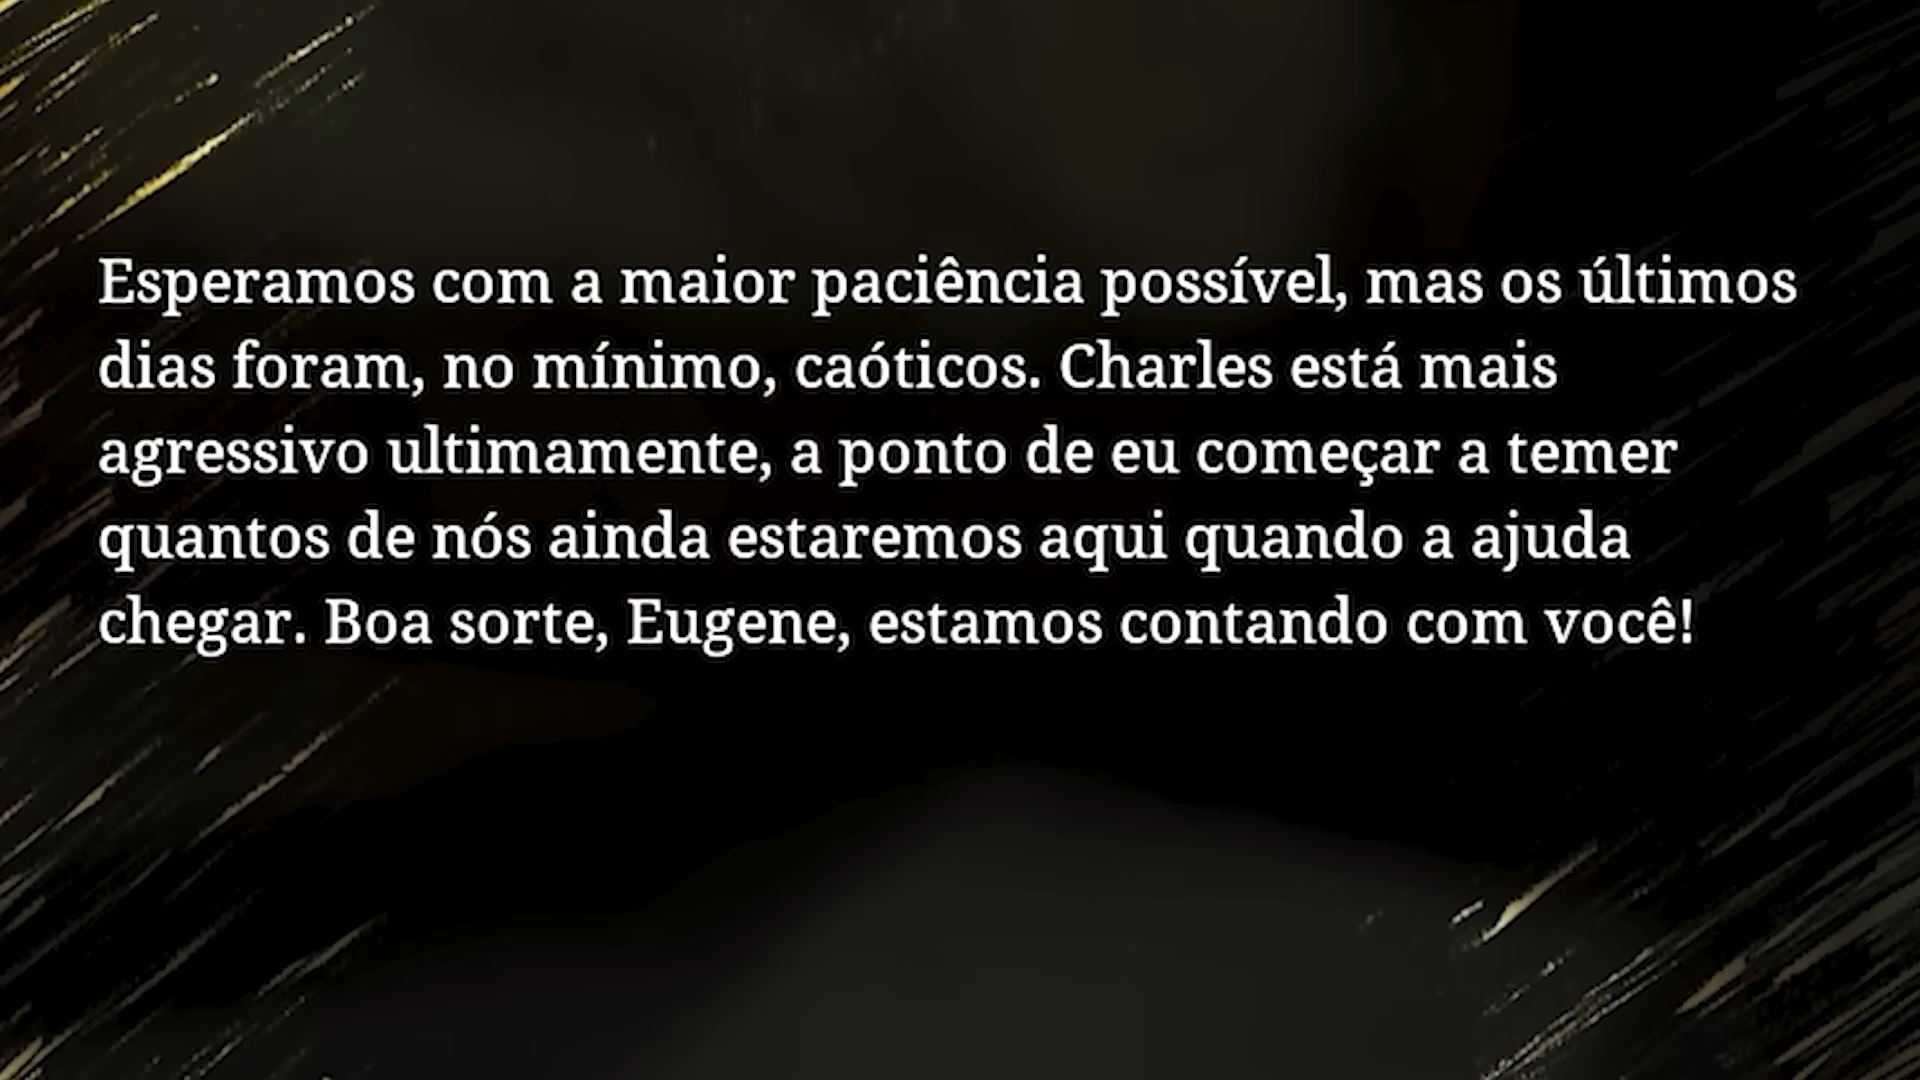 Esperamos com a maior paciência possível, mas os últimos
dias foram, no mínimo, caóticos. Charles está mais
agressivo ultimamente, a ponto de eu começar a temer
quantos de nós ainda estaremos aqui quando a ajuda
chegar. Boa sorte, Eugene, estamos contando com você!